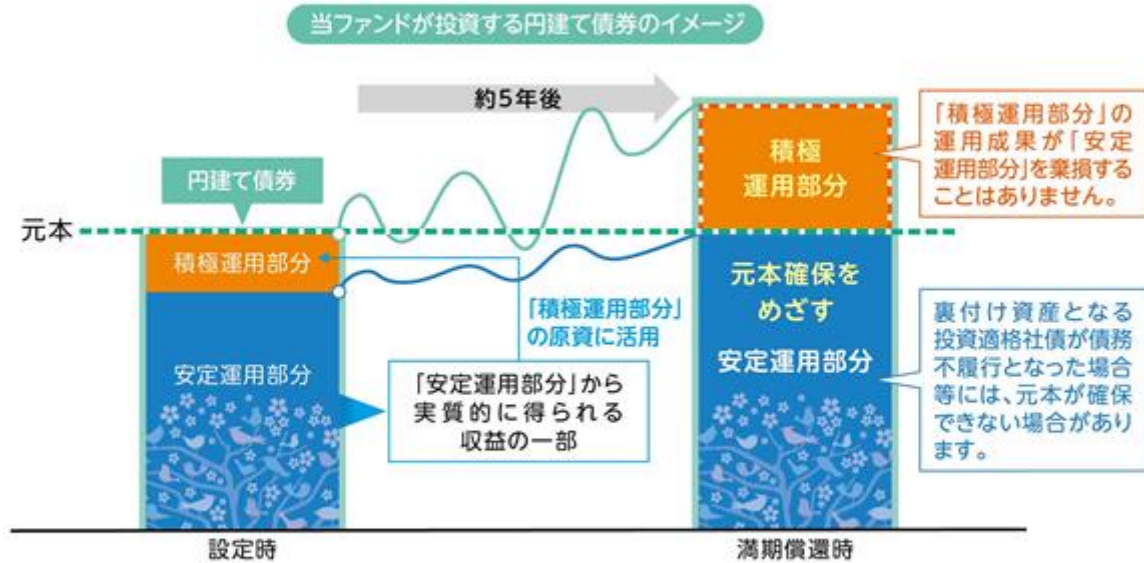 当ファンドが投資する円建て債券のイメージ
約5年後
円建て債券
元本
積極運用部分
安定運用部分
「積極運用部分」
の原資に活用
「安定運用部分」から
実質的に得られる
収益の一部
積極
運用部分
元本確保を
めざす
安定運用部分
「積極運用部分」の
運用成果が「安定
運用部分」を棄損する
ことはありません。
裏付け資産となる
投資適格社債が債務
不履行となった場合
等には、元本が確保
できない場合があり
ます。
設定時
満期償還時